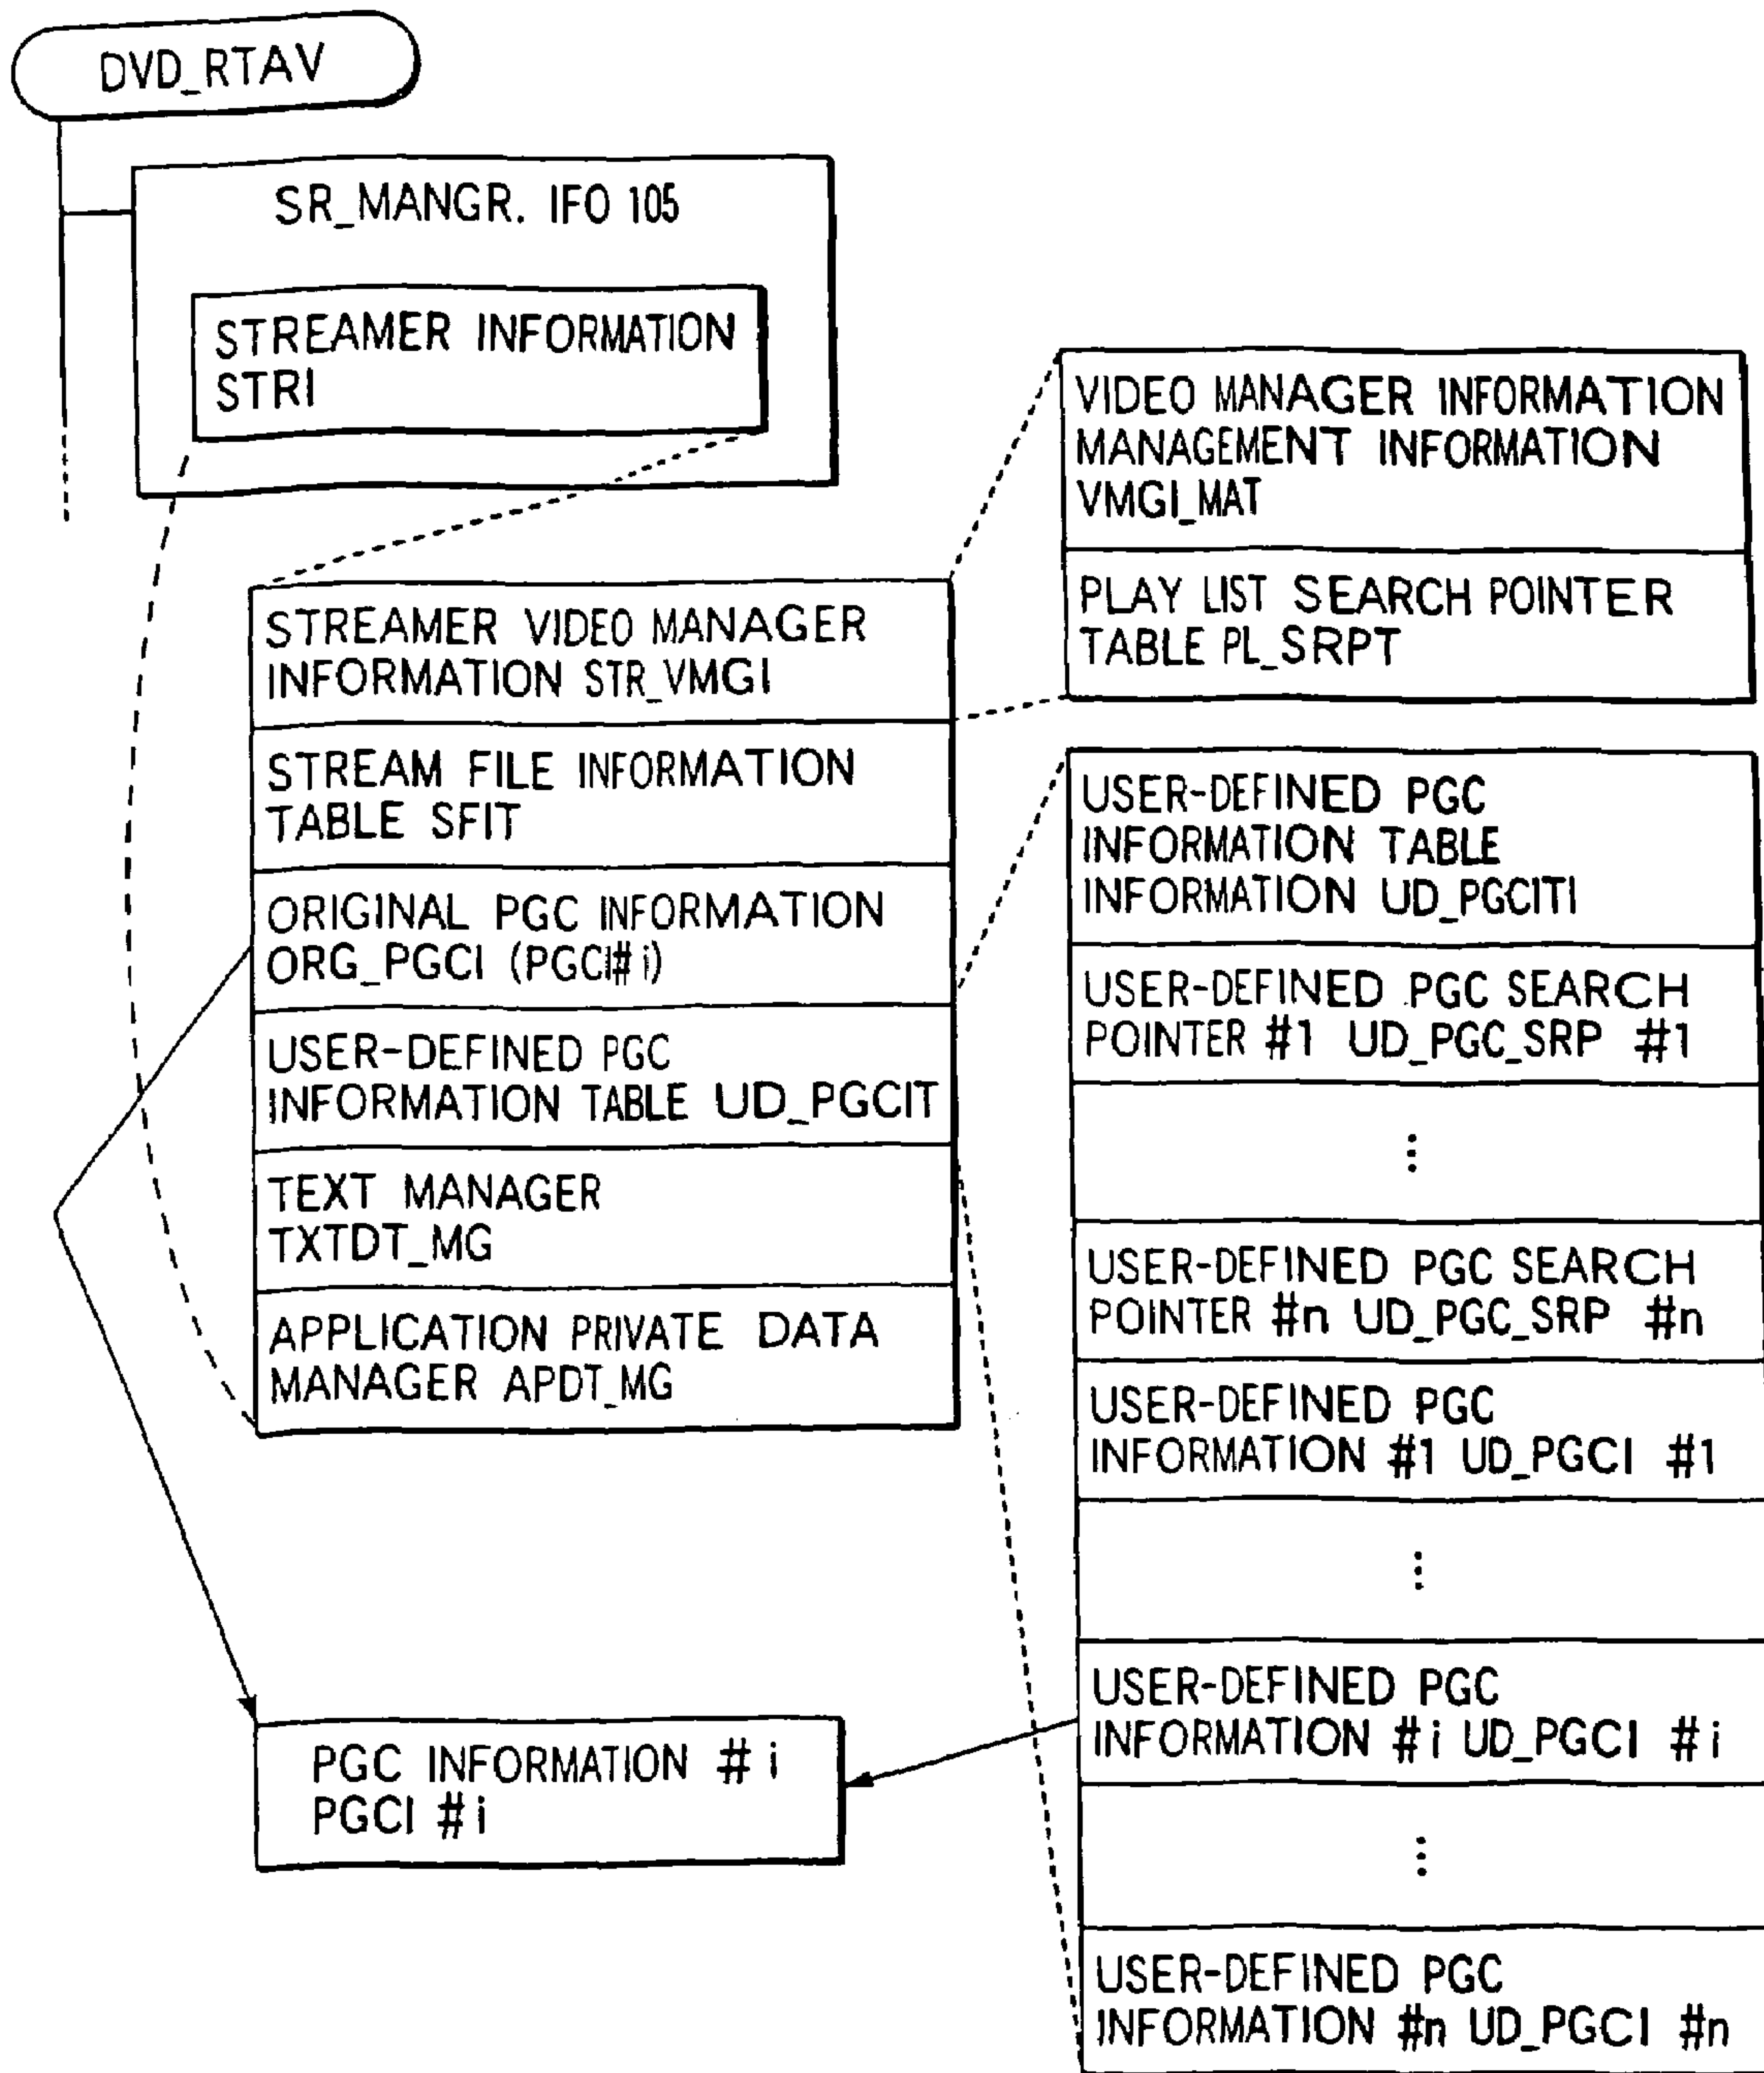 DVD_RTAV
SR_MANGR. IFO 105
STREAMER INFORMATION
STRI
STREAMER VIDEO MANAGER
INFORMATION STR_VMGI
STREAM FILE INFORMATION
TABLE SFIT
ORIGINAL PGC INFORMATION
ORG_PGCI (PGCI#i)
USER-DEFINED PGC
INFORMATION TABLE UD_PGCIT
TEXT MANAGER
TXTDT_MG
APPLICATION PRIVATE DATA
MANAGER APDT_MG
PGC INFORMATION #i
PGCI #i
VIDEO MANAGER INFORMATION
MANAGEMENT INFORMATION
VMGI_MAT
PLAY LIST SEARCH POINTER
TABLE PL_SRPT
USER-DEFINED PGC
INFORMATION TABLE
INFORMATION UD_PGCITI
USER-DEFINED PGC SEARCH
POINTER #1 UD_PGC_SRP #1
⋮
USER-DEFINED PGC SEARCH
POINTER #n UD_PGC_SRP #n
USER-DEFINED PGC
INFORMATION #1 UD_PGCI #1
⋮
USER-DEFINED PGC
INFORMATION #i UD_PGCI #i
⋮
USER-DEFINED PGC
INFORMATION #n UD_PGCI #n